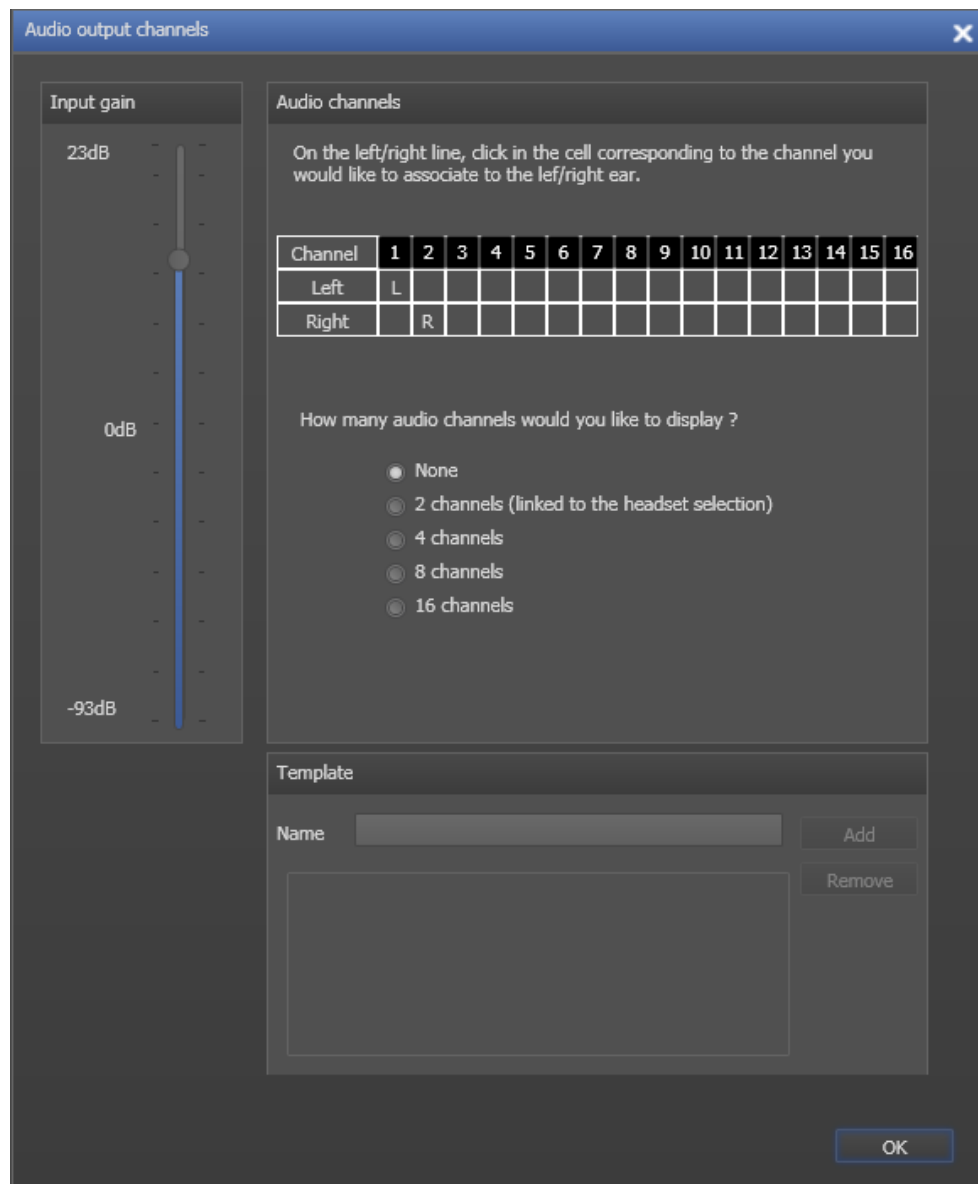 Audio output channels
Input gain
23dB
0dB
-93dB
Audio channels
On the left/right line, click in the cell corresponding to the channel you
would like to associate to the lef/right ear.
Channel 1 2 3 4 5 6 7 8 9 10 11 12 13 14 15 16
Left L
Right R
How many audio channels would you like to display ?
None
2 channels (linked to the headset selection)
4 channels
8 channels
16 channels
Template
Name
Add
Remove
OK